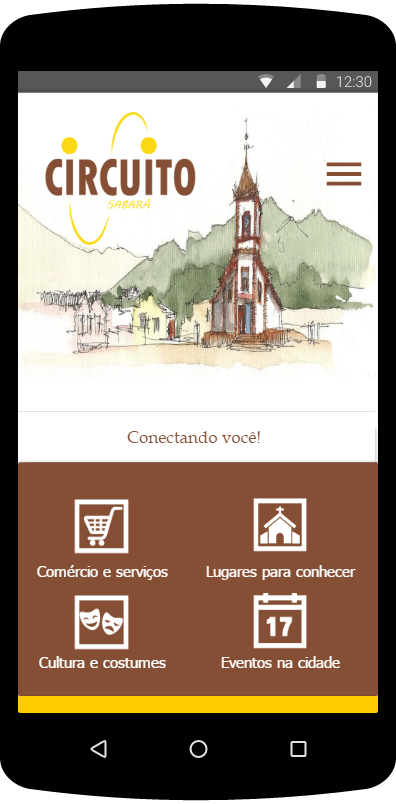 12:30
CIRCUITO
SABARÁ
Conectando você!
Comércio e serviços
Lugares para conhecer
17
Cultura e costumes
Eventos na cidade